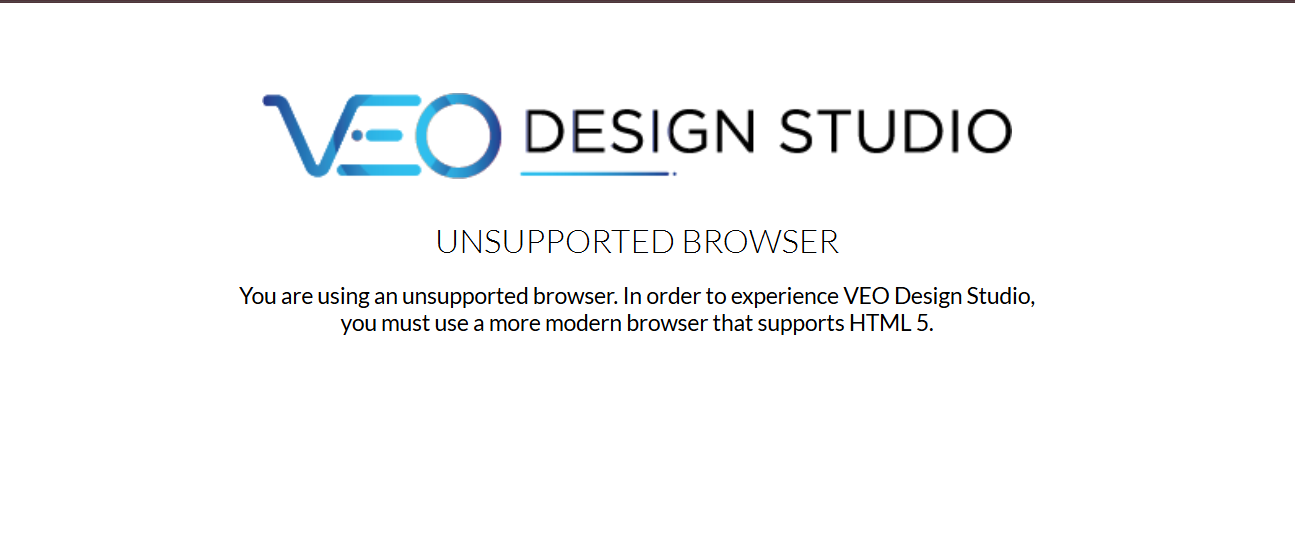 VEO DESIGN STUDIO
UNSUPPORTED BROWSER
You are using an unsupported browser. In order to experience VEO Design Studio,
you must use a more modern browser that supports HTML 5.